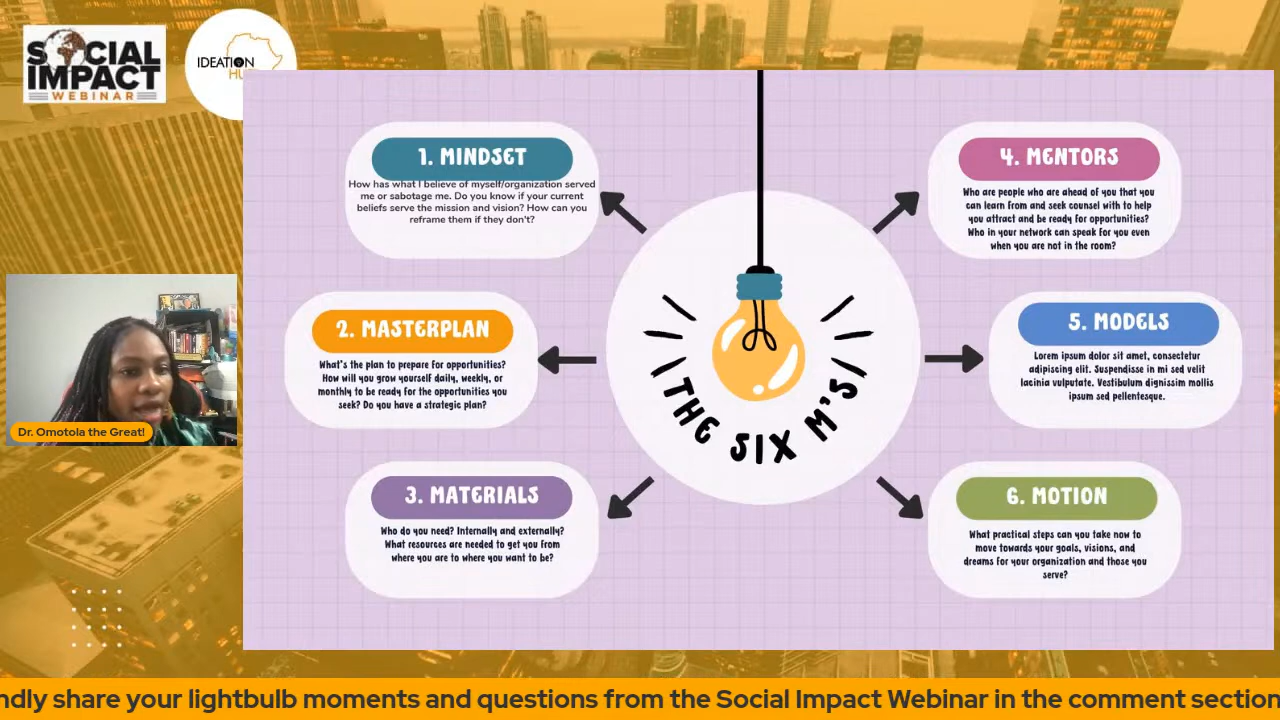 SOCIAL
IMPACT
WEBINAR
IDEATION
HU
1. MINDSET
How has what I believe of myself/organization served
me or sabotage me. Do you know if your current
beliefs serve the mission and vision? How can you
reframe them if they don't?
2. MASTERPLAN
What's the plan to prepare for opportunities?
How will you grow yourself daily, weekly, or
monthly to be ready for the opportunities you
seek? Do you have a strategic plan?
3. MATERIALS
Who do you need? Internally and externally?
What resources are needed to get you from
where you are to where you want to be?
THE SIX M'S
4. MENTORS
Who are people who are ahead of you that you
can learn from and seek counsel with to help
you attract and be ready for opportunities?
Who in your network can speak for you even
when you are not in the room?
5. MODELS
Lorem ipsum dolor sit amet, consectetur
adipiscing elit. Suspendisse in mi sed velit
lacinia vulputate. Vestibulum dignissim mollis
ipsum sed pellentesque.
6. MOTION
What practical steps can you take now to
move towards your goals, visions, and
dreams for your organization and those you
serve?
Dr. Omotola the Great!
ndly share your lightbulb moments and questions from the Social Impact Webinar in the comment section